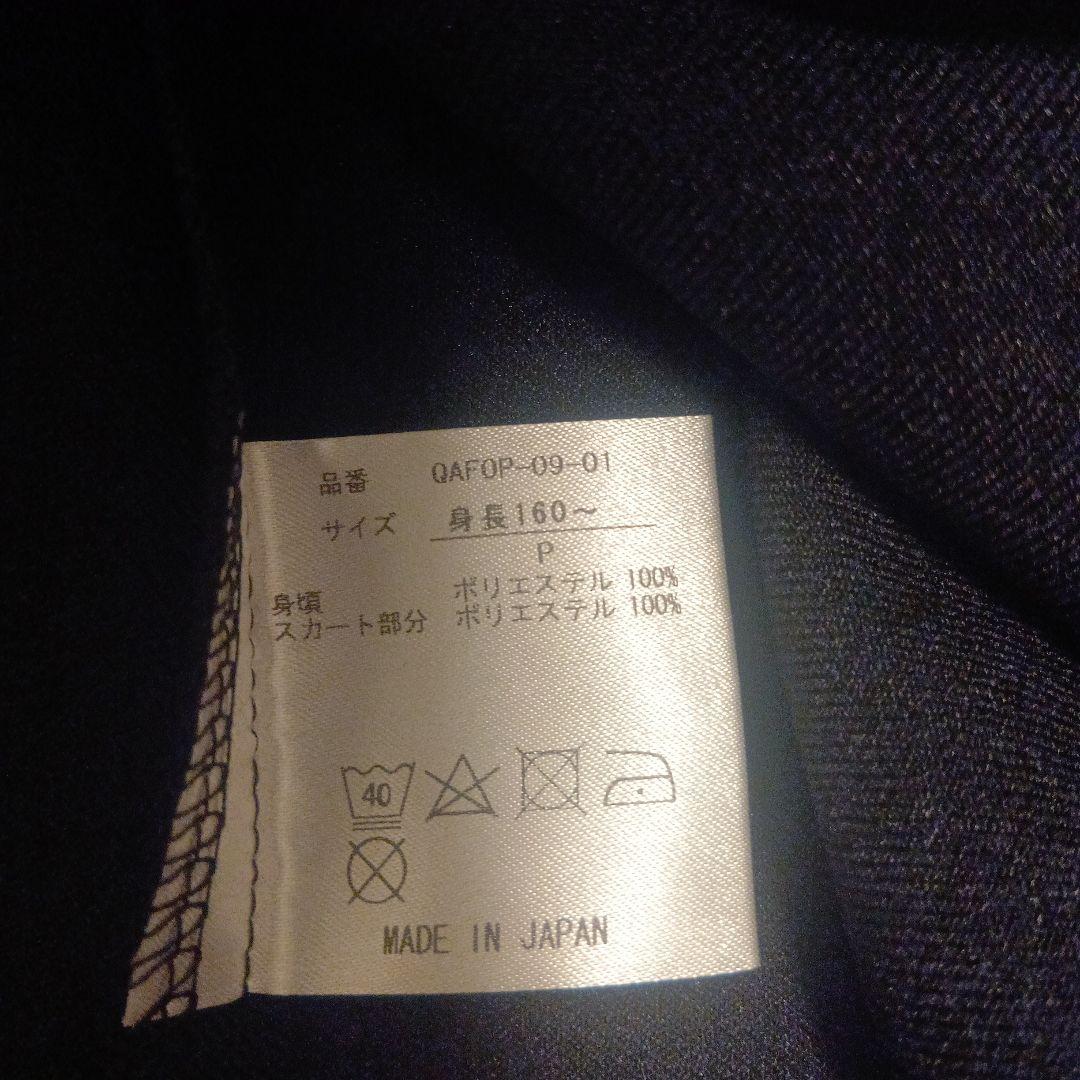 品番 QAFOP-09-01
サイズ 身長160～
P
身頃 ポリエステル 100%
スカート部分 ポリエステル 100%
40
MADE IN JAPAN